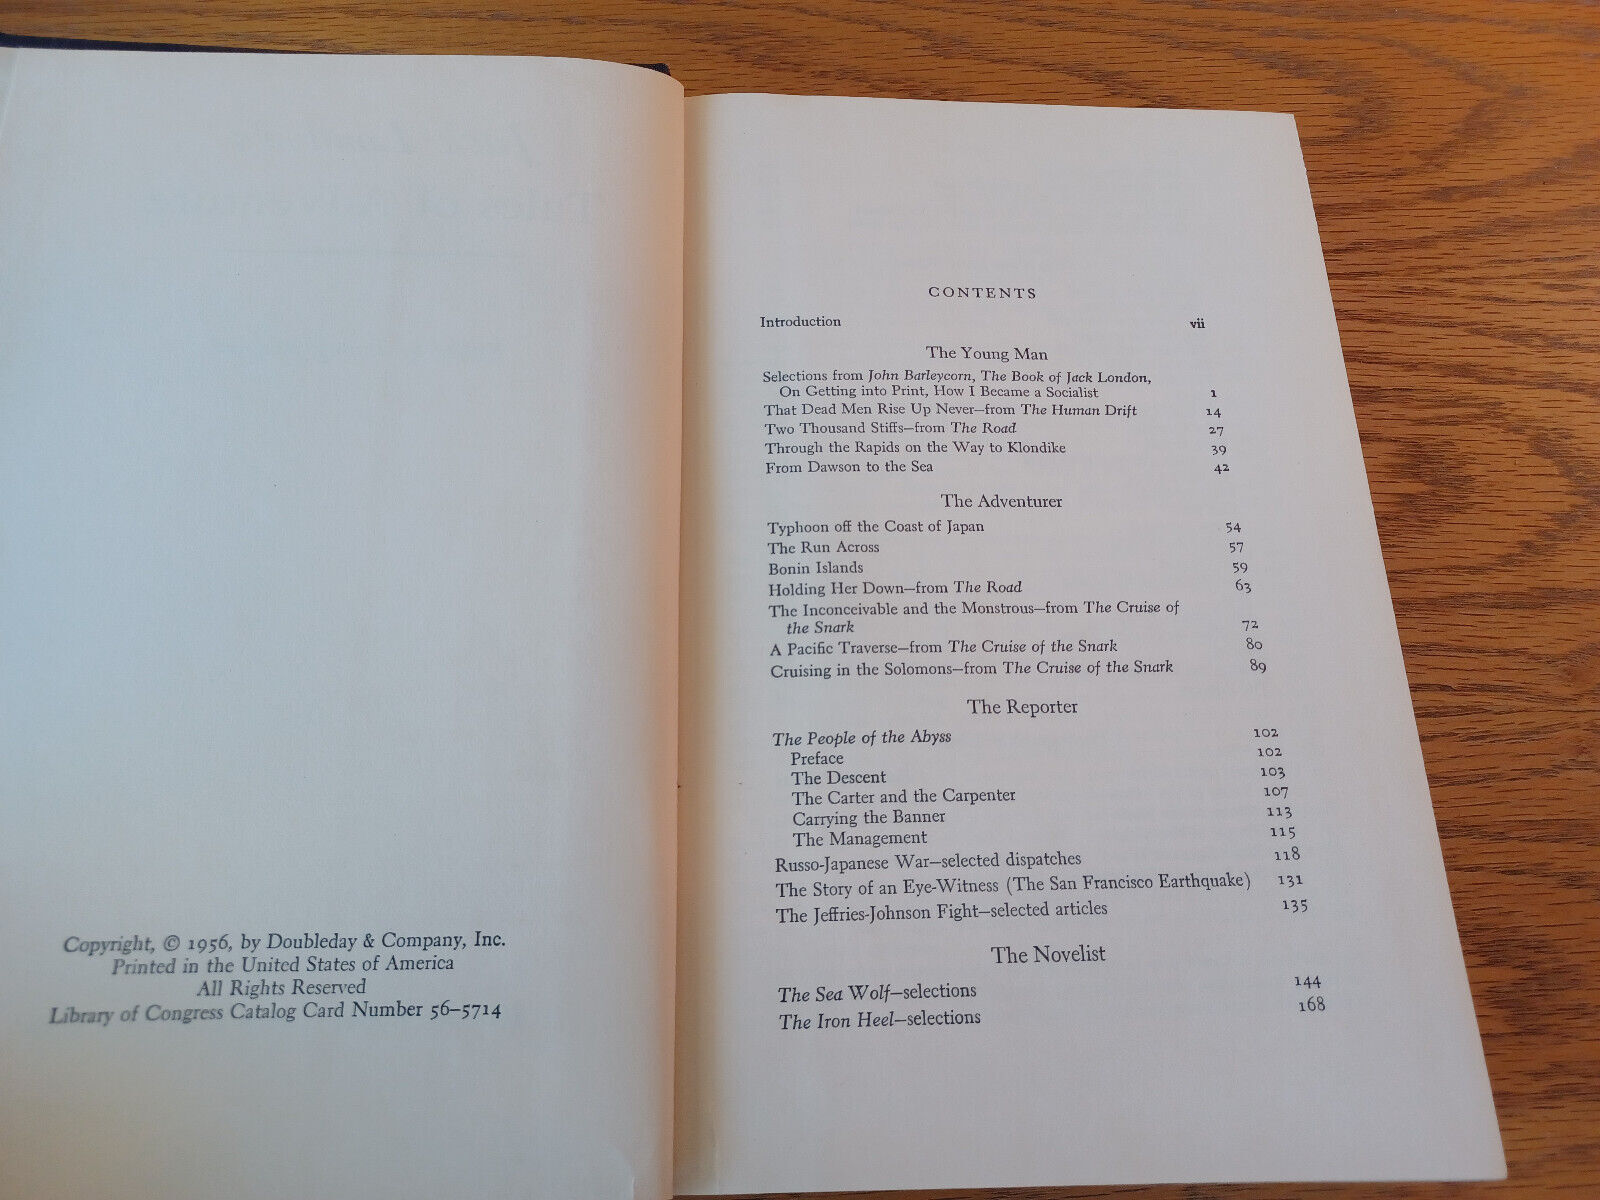 Copyright, © 1956, by Doubleday & Company, Inc.
Printed in the United States of America
All Rights Reserved
Library of Congress Catalog Card Number 56–5714
CONTENTS
Introduction vii
The Young Man
Selections from John Barleycorn, The Book of Jack London,
On Getting into Print, How I Became a Socialist 1
That Dead Men Rise Up Never—from The Human Drift 14
Two Thousand Stiffs—from The Road 27
Through the Rapids on the Way to Klondike 39
From Dawson to the Sea 42
The Adventurer
Typhoon off the Coast of Japan 54
The Run Across 57
Bonin Islands 59
Holding Her Down—from The Road 63
The Inconceivable and the Monstrous—from The Cruise of
the Snark 72
A Pacific Traverse—from The Cruise of the Snark 80
Cruising in the Solomons—from The Cruise of the Snark 89
The Reporter
The People of the Abyss 102
Preface 102
The Descent 103
The Carter and the Carpenter 107
Carrying the Banner 113
The Management 115
Russo-Japanese War—selected dispatches 118
The Story of an Eye-Witness (The San Francisco Earthquake) 131
The Jeffries-Johnson Fight—selected articles 135
The Novelist
The Sea Wolf—selections 144
The Iron Heel—selections 168